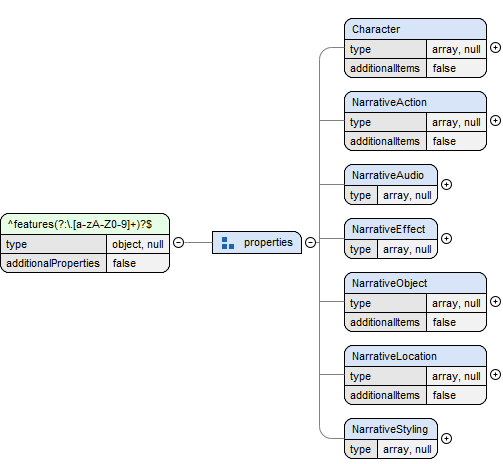 Character
type array, null
additionalItems false
NarrativeAction
type array, null
additionalItems false
NarrativeAudio
type array, null
^features(?:\.[a-zA-Z0-9]+)?$
type object, null
additionalProperties false
properties
NarrativeEffect
type array, null
NarrativeObject
type array, null
additionalItems false
NarrativeLocation
type array, null
additionalItems false
NarrativeStyling
type array, null